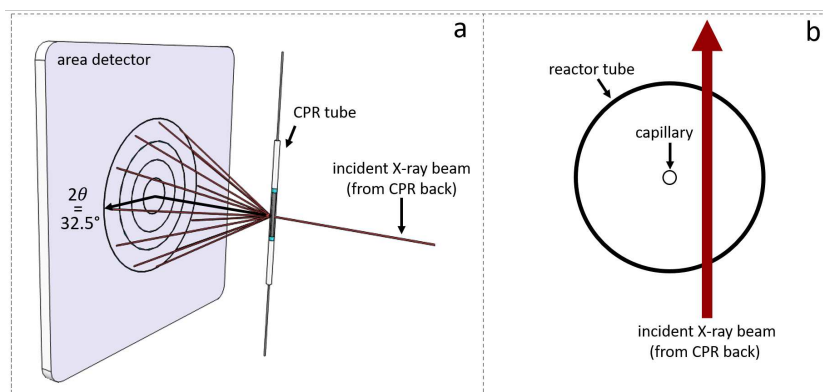 a
area detector
CPR tube
incident X-ray beam
(from CPR back)
2θ
=
32.5°
b
reactor tube
capillary
incident X-ray beam
(from CPR back)